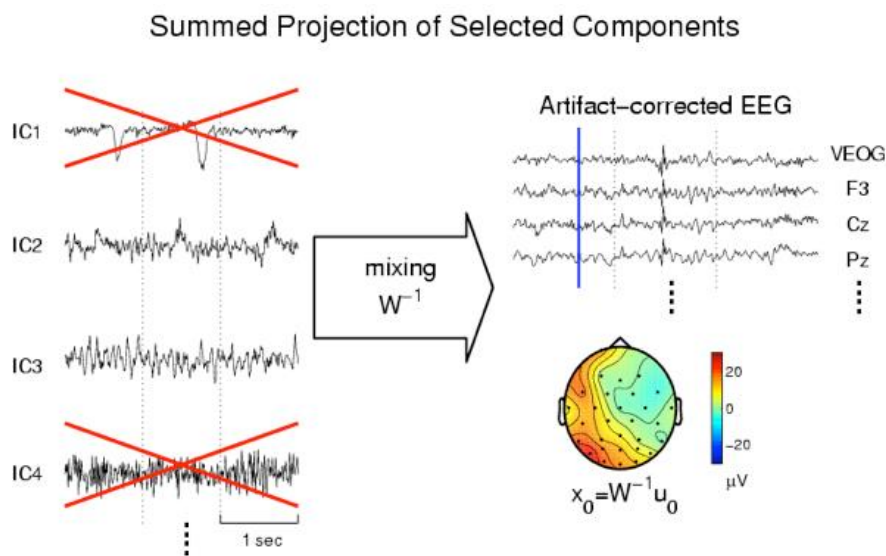 Summed Projection of Selected Components
IC1
IC2
IC3
IC4
1 sec
mixing
W⁻¹
Artifact-corrected EEG
VEOG
F3
Cz
Pz
20
0
-20
μV
x₀=W⁻¹u₀